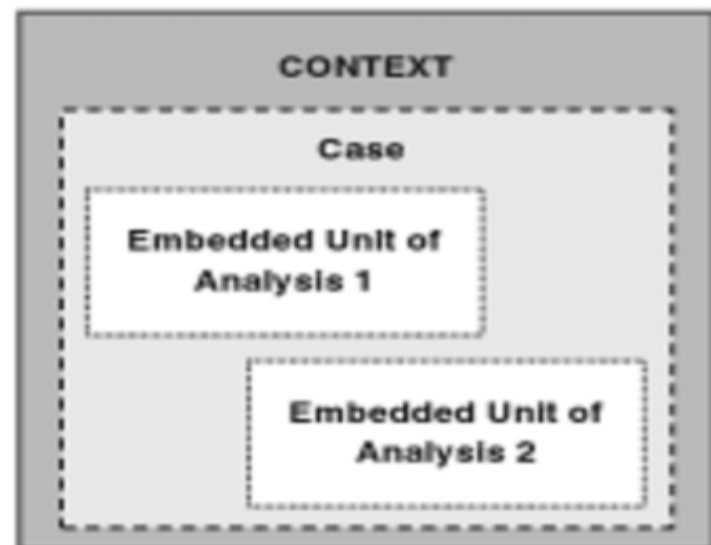 CONTEXT
Case
Embedded Unit of
Analysis 1
Embedded Unit of
Analysis 2